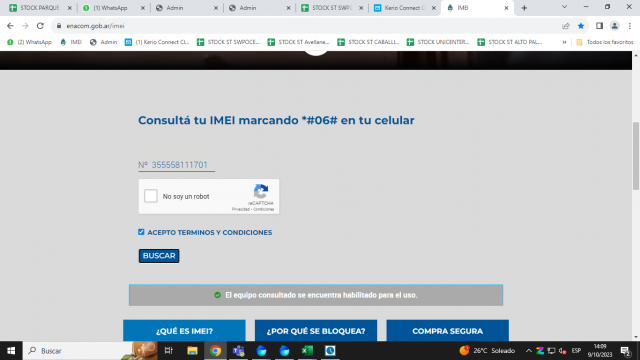 STOCK PARQUE
(1) WhatsApp
Admin
Admin
STOCK ST SWPO
(1) Kerio Connect C
IMEI
enacom.gob.ar/imei
(2) WhatsApp
IMEI
Admin
(1) Kerio Connect Cl...
STOCK ST SWPOCE...
STOCK ST Avellane...
STOCK ST CABALLI...
STOCK UNICENTER...
STOCK ST ALTO PAL...
»
Todos los favoritos
Consultá tu IMEI marcando *#06# en tu celular
Nº 355558111701
No soy un robot
reCAPTCHA
Privacidad - Condiciones
ACEPTO TERMINOS Y CONDICIONES
BUSCAR
El equipo consultado se encuentra habilitado para el uso.
¿QUÉ ES IMEI?
¿POR QUÉ SE BLOQUEA?
COMPRA SEGURA
Buscar
26°C Soleado
ESP
14:09
9/10/2023